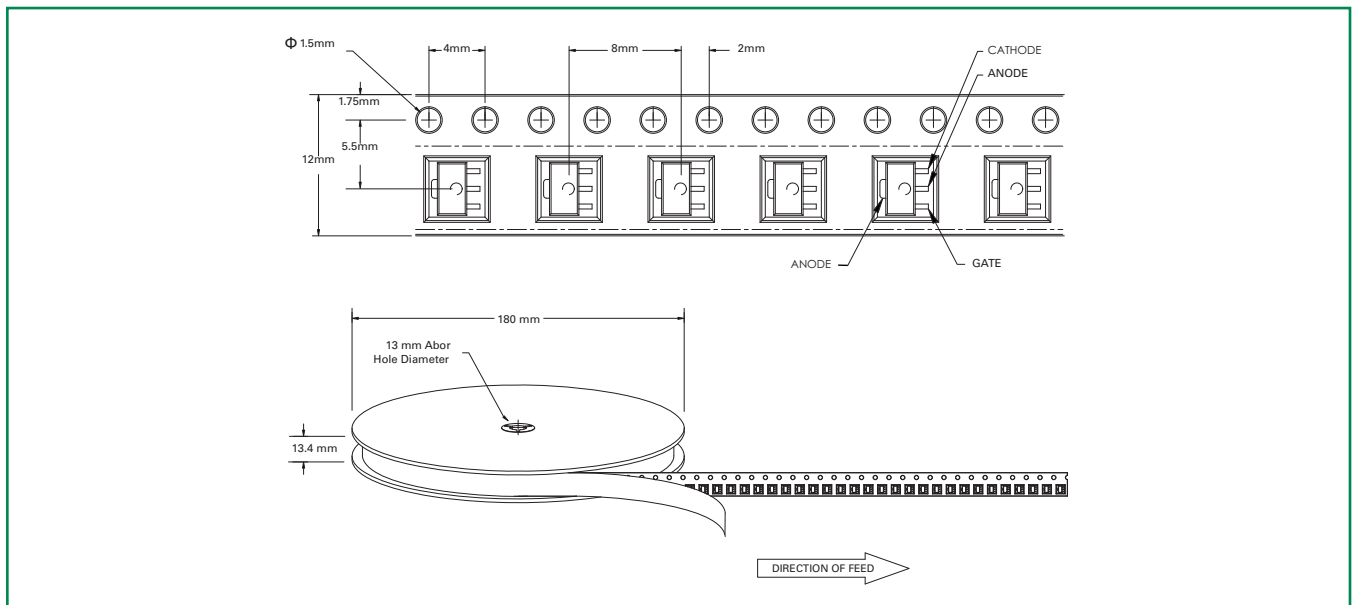 Φ 1.5mm
4mm
8mm
2mm
CATHODE
ANODE
1.75mm
5.5mm
12mm
ANODE
GATE
180 mm
13 mm Abor
Hole Diameter
13.4 mm
DIRECTION OF FEED